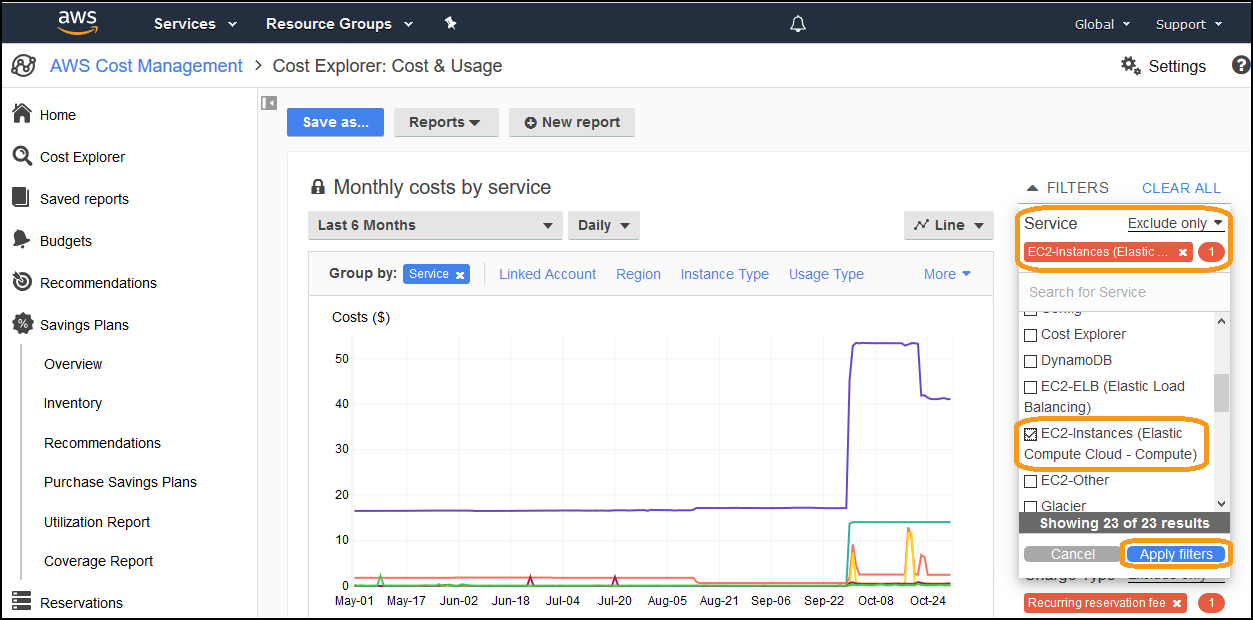 aws Services Resource Groups Global Support
AWS Cost Management > Cost Explorer: Cost & Usage Settings ?
Home
Cost Explorer
Saved reports
Budgets
Recommendations
% Savings Plans
Overview
Inventory
Recommendations
Purchase Savings Plans
Utilization Report
Coverage Report
Reservations
Save as... Reports New report
Monthly costs by service
Last 6 Months Daily Line
Group by: Service × Linked Account Region Instance Type Usage Type More
Costs ($)
50
40
30
20
10
0
May-01 May-17 Jun-02 Jun-18 Jul-04 Jul-20 Aug-05 Aug-21 Sep-06 Sep-22 Oct-08 Oct-24
FILTERS CLEAR ALL
Service Exclude only
EC2-Instances (Elastic ... × 1
Search for Service
Config
Cost Explorer
DynamoDB
EC2-ELB (Elastic Load
Balancing)
EC2-Instances (Elastic
Compute Cloud - Compute)
EC2-Other
Glacier
Showing 23 of 23 results
Cancel Apply filters
Charge Type Exclude only
Recurring reservation fee × 1